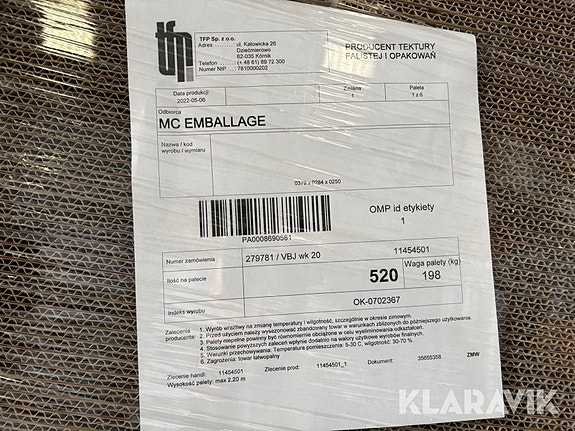 tfp
TFP Sp. z o.o.
Adres ........: ul. Katowicka 26
Dziećmierowo
62-035 Kórnik
Telefon ........: (+ 48 61) 89 72 300
Numer NIP ..: 7810000202
PRODUCENT TEKTURY
FALISTEJ I OPAKOWAŃ
Data produkcji
2022-05-06
Zmiana
1
Paleta
1 z 6
Odbiorca
MC EMBALLAGE
Nazwa / kod
wyrobu / wymiaru
0378 x 0284 x 0250
PA0008690581
OMP id etykiety
1
Numer zamówienia
279781 / VBJ wk 20
11454501
Ilość na palecie
520
Waga palety (kg)
198
Indeks wyrobu
OK-0702367
Zalecenia producenta:
1. Wyrób wrażliwy na zmianę temperatury i wilgotność, szczególnie w okresie zimowym.
2. Przed użyciem należy wysezonować zbandowany towar w warunkach zbliżonych do późniejszego użytkowania.
3. Palety niepełne powinny być równomiernie obciążone w celu wyeliminowania odkształceń.
4. Stosowanie powyższych zaleceń wpłynie dodatnio na walory użytkowe wyrobów finalnych.
5. Warunki przechowywania: Temperatura pomieszczenia: 5-30 C, wilgotność: 30-70 %.
6. Zagrożenia: towar łatwopalny
Zlecenie handl. 11454501
Zlecenie prod: 11454501_1
Dokument: 35655358
ZMW
Wysokość palety: max 2,20 m
KLARAVIK